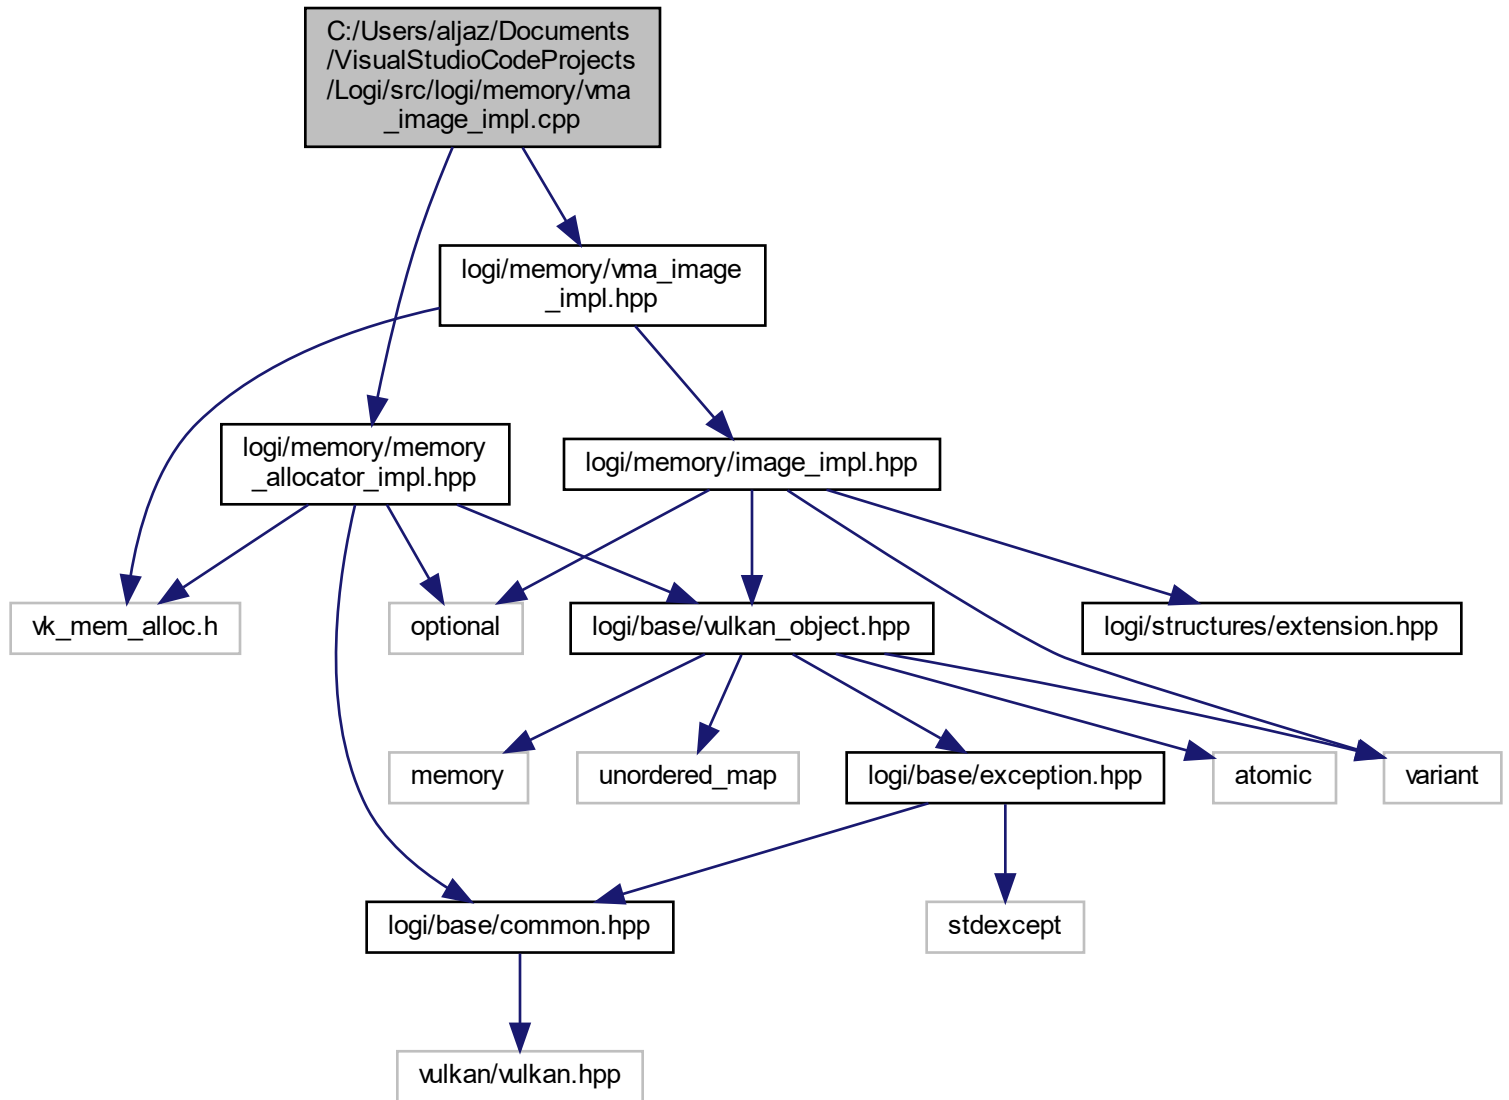 C:/Users/aljaz/Documents
/VisualStudioCodeProjects
/Logi/src/logi/memory/vma
_image_impl.cpp
logi/memory/vma_image
_impl.hpp
logi/memory/memory
_allocator_impl.hpp
logi/memory/image_impl.hpp
vk_mem_alloc.h
optional
logi/base/vulkan_object.hpp
logi/structures/extension.hpp
memory
unordered_map
logi/base/exception.hpp
atomic
variant
logi/base/common.hpp
stdexcept
vulkan/vulkan.hpp